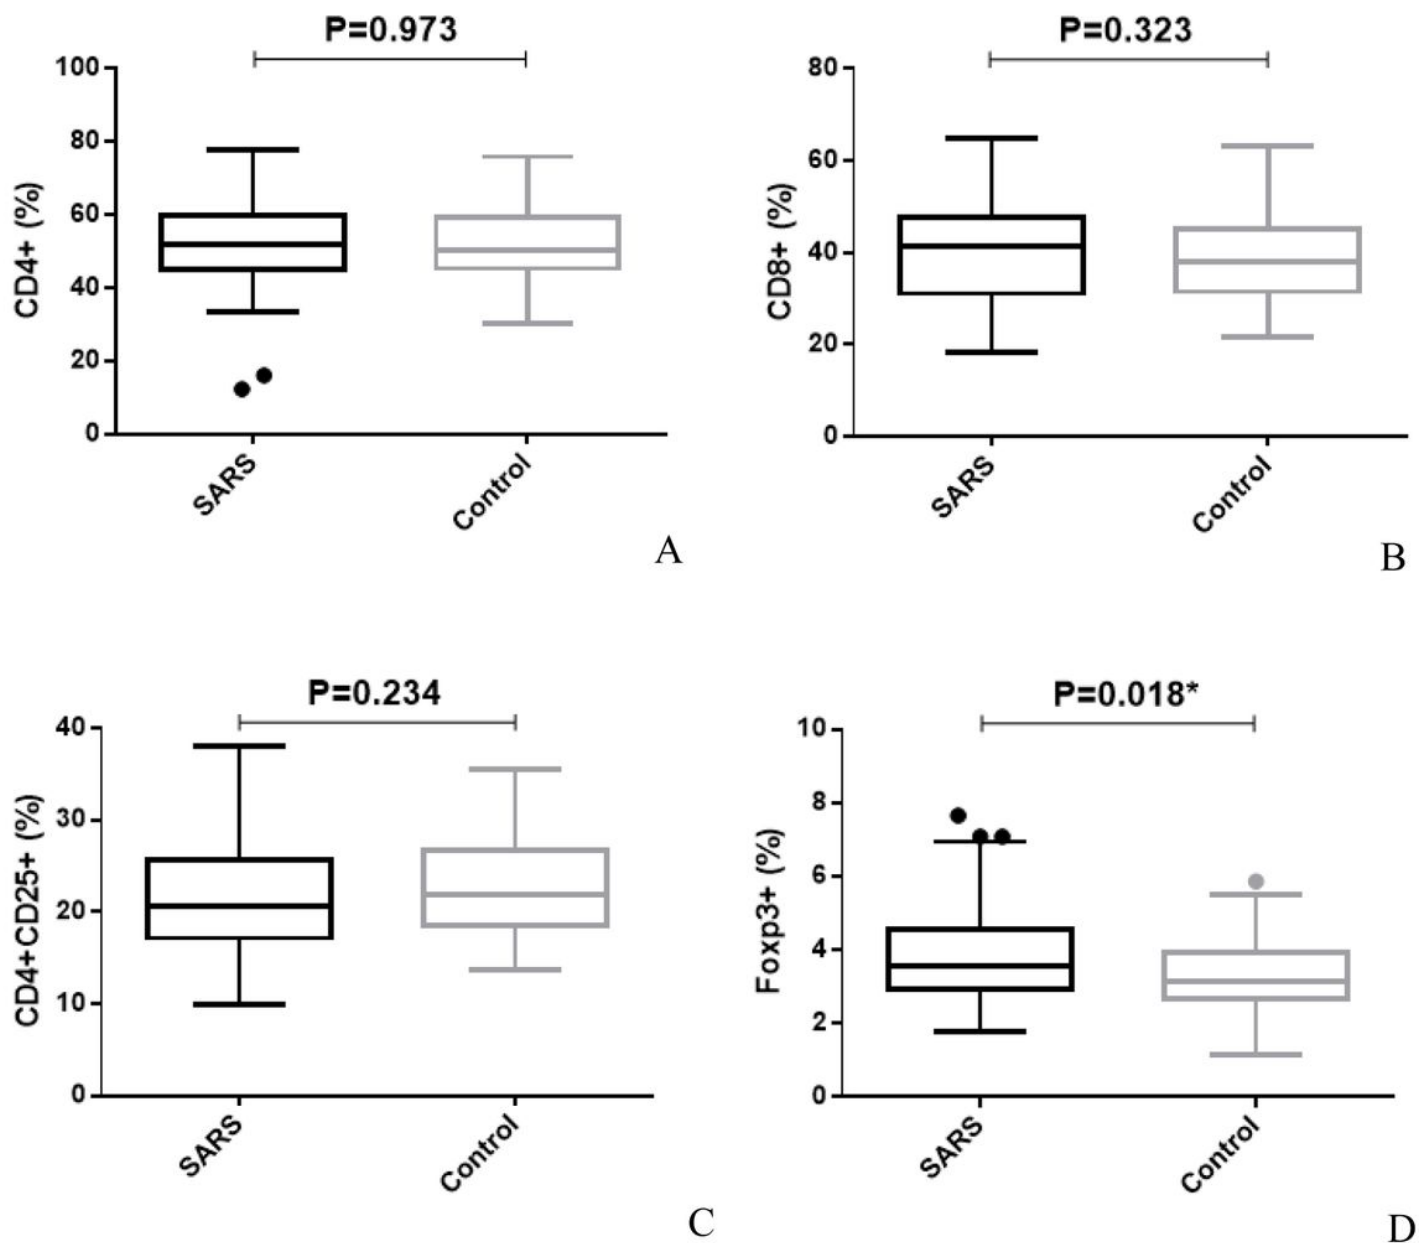 P=0.973
CD4+ (%)
100
80
60
40
20
0
SARS
Control
A
P=0.323
CD8+ (%)
80
60
40
20
0
SARS
Control
B
P=0.234
CD4+CD25+ (%)
40
30
20
10
0
SARS
Control
C
P=0.018*
Foxp3+ (%)
10
8
6
4
2
0
SARS
Control
D